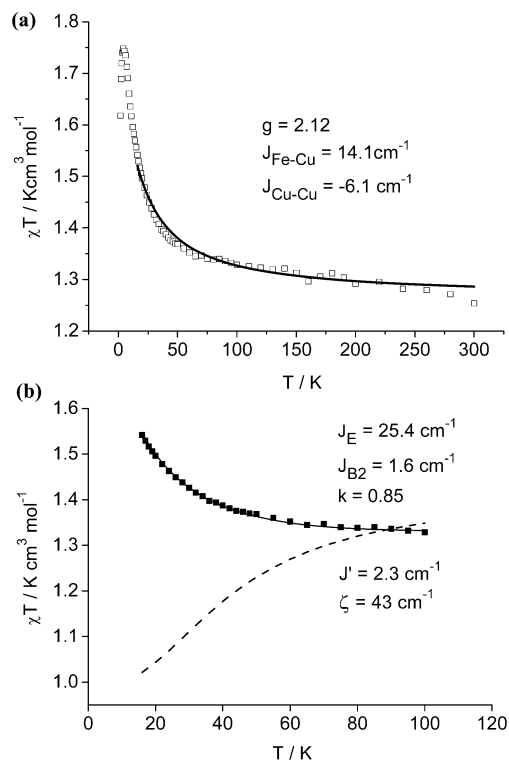 (a)
1.8
1.7
1.6
1.5
1.4
1.3
1.2
χT / Kcm³ mol⁻¹
g = 2.12
J_Fe-Cu = 14.1cm⁻¹
J_Cu-Cu = -6.1 cm⁻¹
0 50 100 150 200 250 300
T / K
(b)
1.6
1.5
1.4
1.3
1.2
1.1
1.0
χT / K cm³ mol⁻¹
J_E = 25.4 cm⁻¹
J_B2 = 1.6 cm⁻¹
k = 0.85
J' = 2.3 cm⁻¹
ζ = 43 cm⁻¹
0 20 40 60 80 100 120
T / K